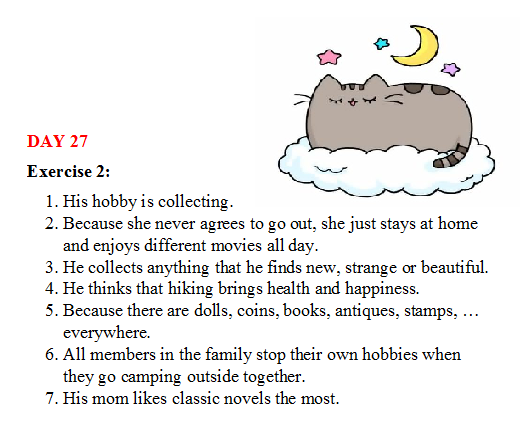 DAY 27
Exercise 2:
1. His hobby is collecting.
2. Because she never agrees to go out, she just stays at home
and enjoys different movies all day.
3. He collects anything that he finds new, strange or beautiful.
4. He thinks that hiking brings health and happiness.
5. Because there are dolls, coins, books, antiques, stamps, …
everywhere.
6. All members in the family stop their own hobbies when
they go camping outside together.
7. His mom likes classic novels the most.